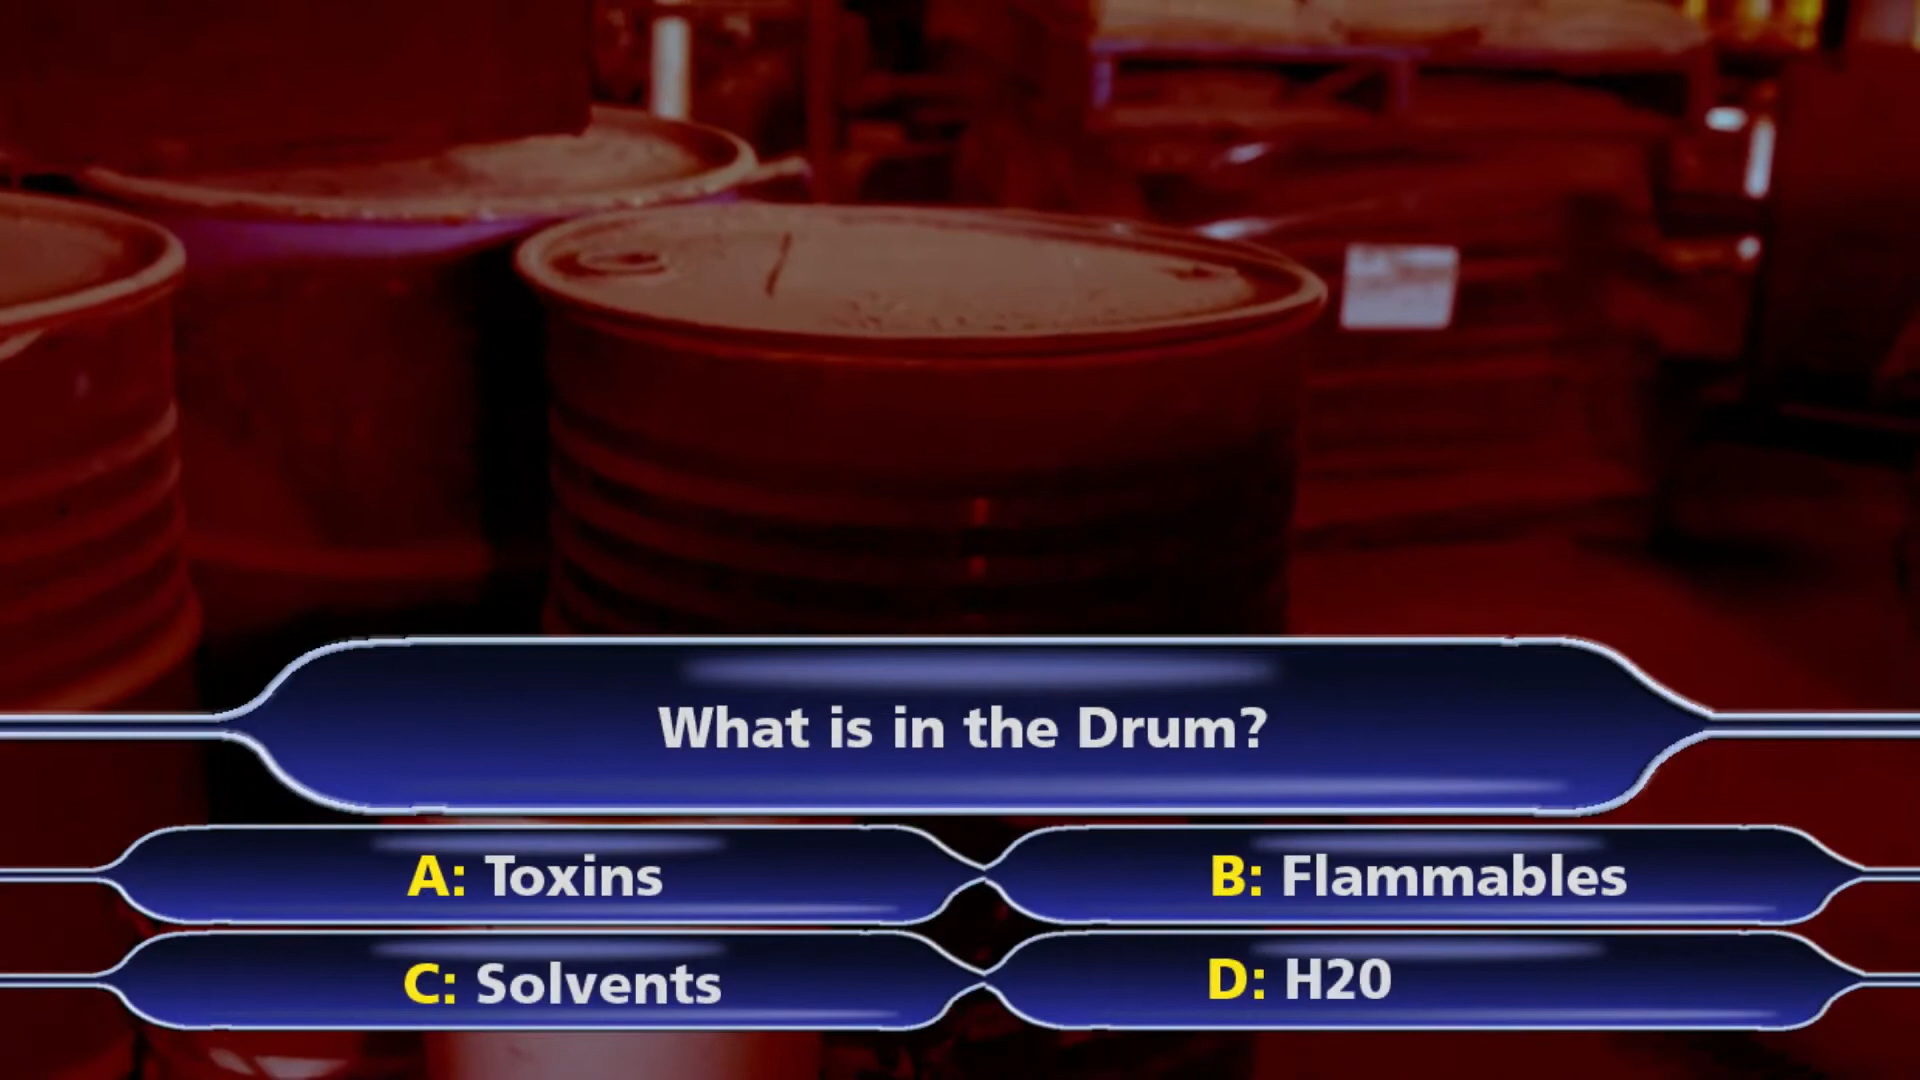 What is in the Drum?
A: Toxins
B: Flammables
C: Solvents
D: H20